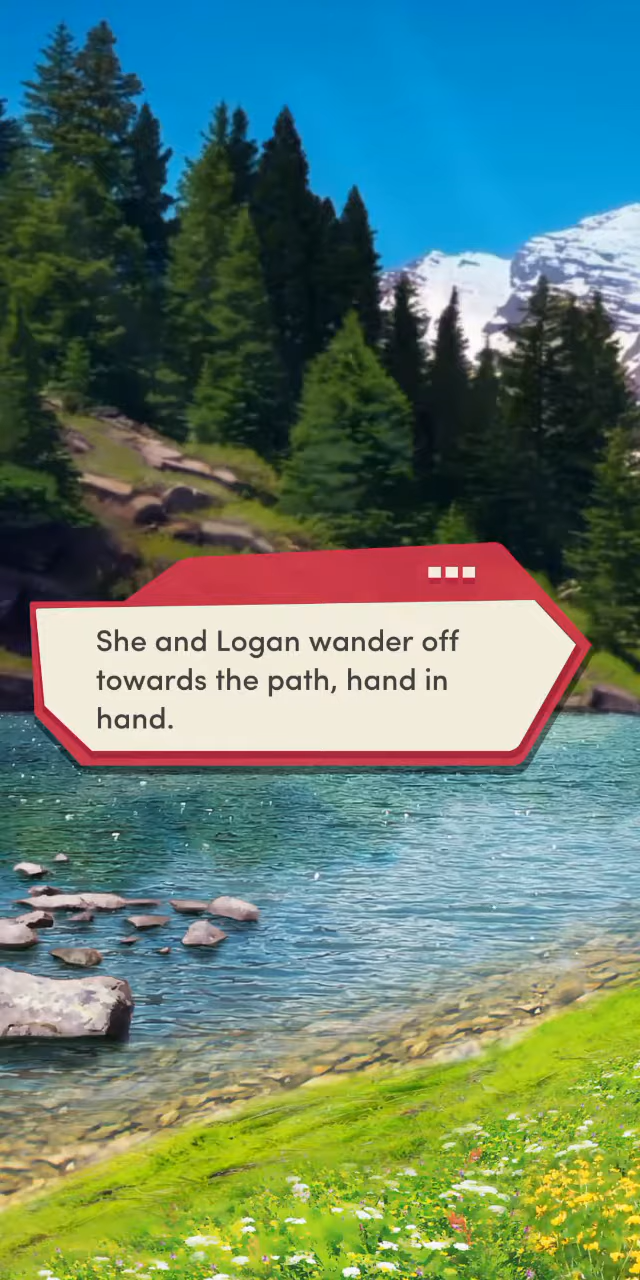 She and Logan wander off
towards the path, hand in
hand.